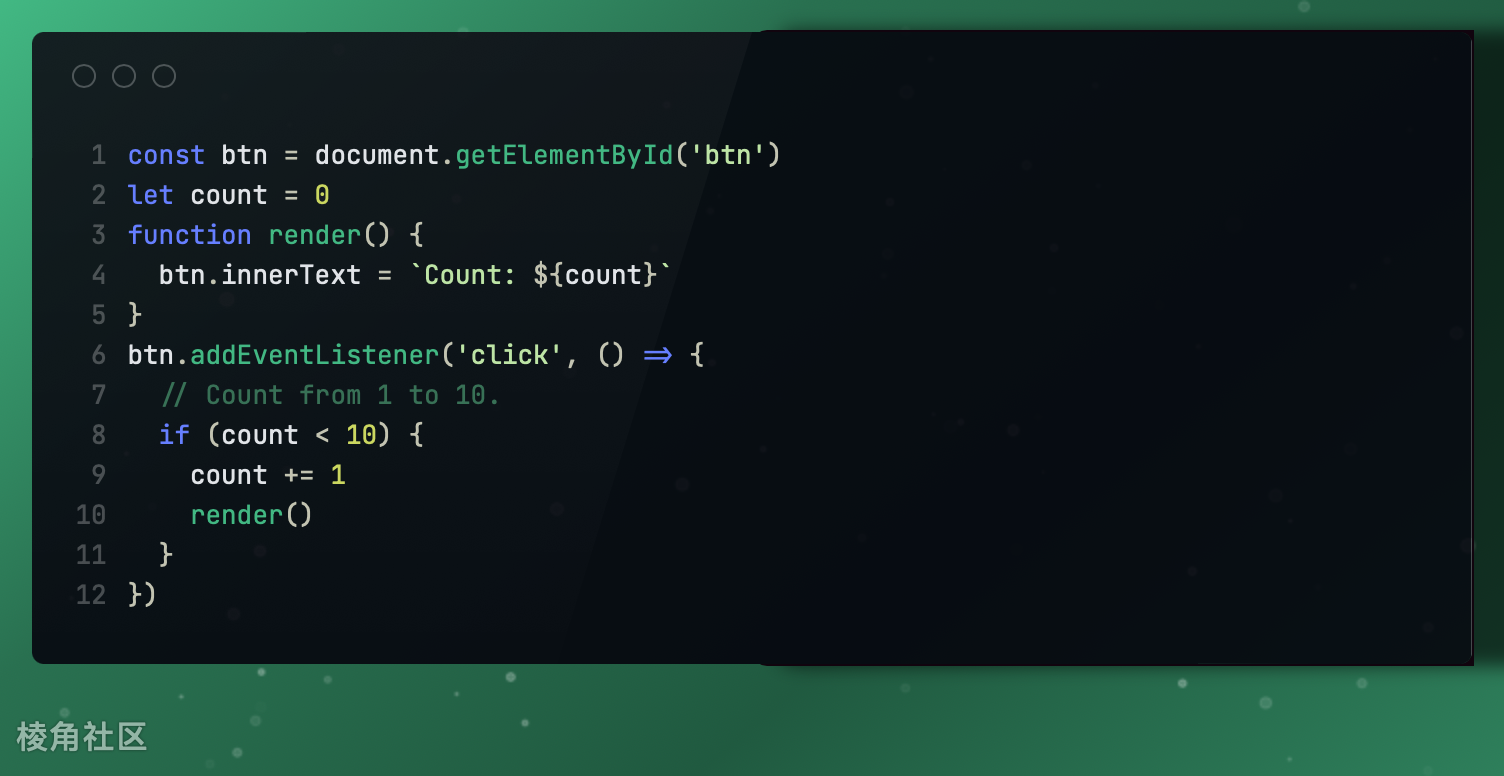 1 const btn = document.getElementById('btn')
2 let count = 0
3 function render() {
4   btn.innerText = `Count: ${count}`
5 }
6 btn.addEventListener('click', () => {
7   // Count from 1 to 10.
8   if (count < 10) {
9     count += 1
10     render()
11   }
12 })
棱角社区